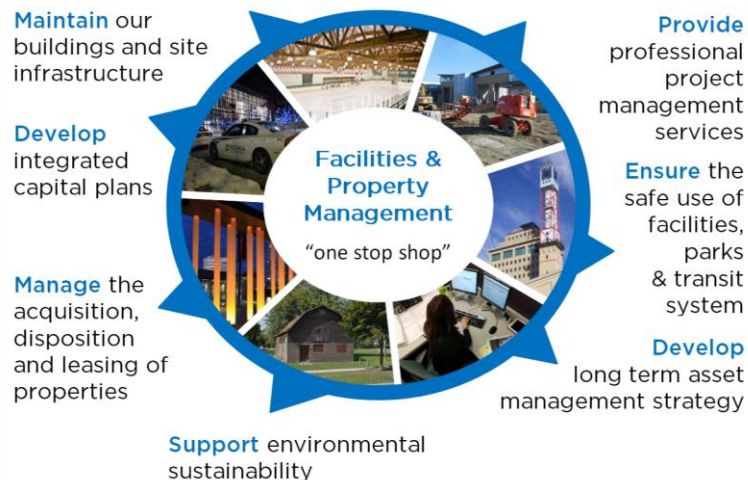 Maintain our
buildings and site
infrastructure
Develop
integrated
capital plans
Manage the
acquisition,
disposition
and leasing of
properties
Support environmental
sustainability
Facilities &
Property
Management
“one stop shop”
Provide
professional
project
management
services
Ensure the
safe use of
facilities,
parks
& transit
system
Develop
long term asset
management strategy